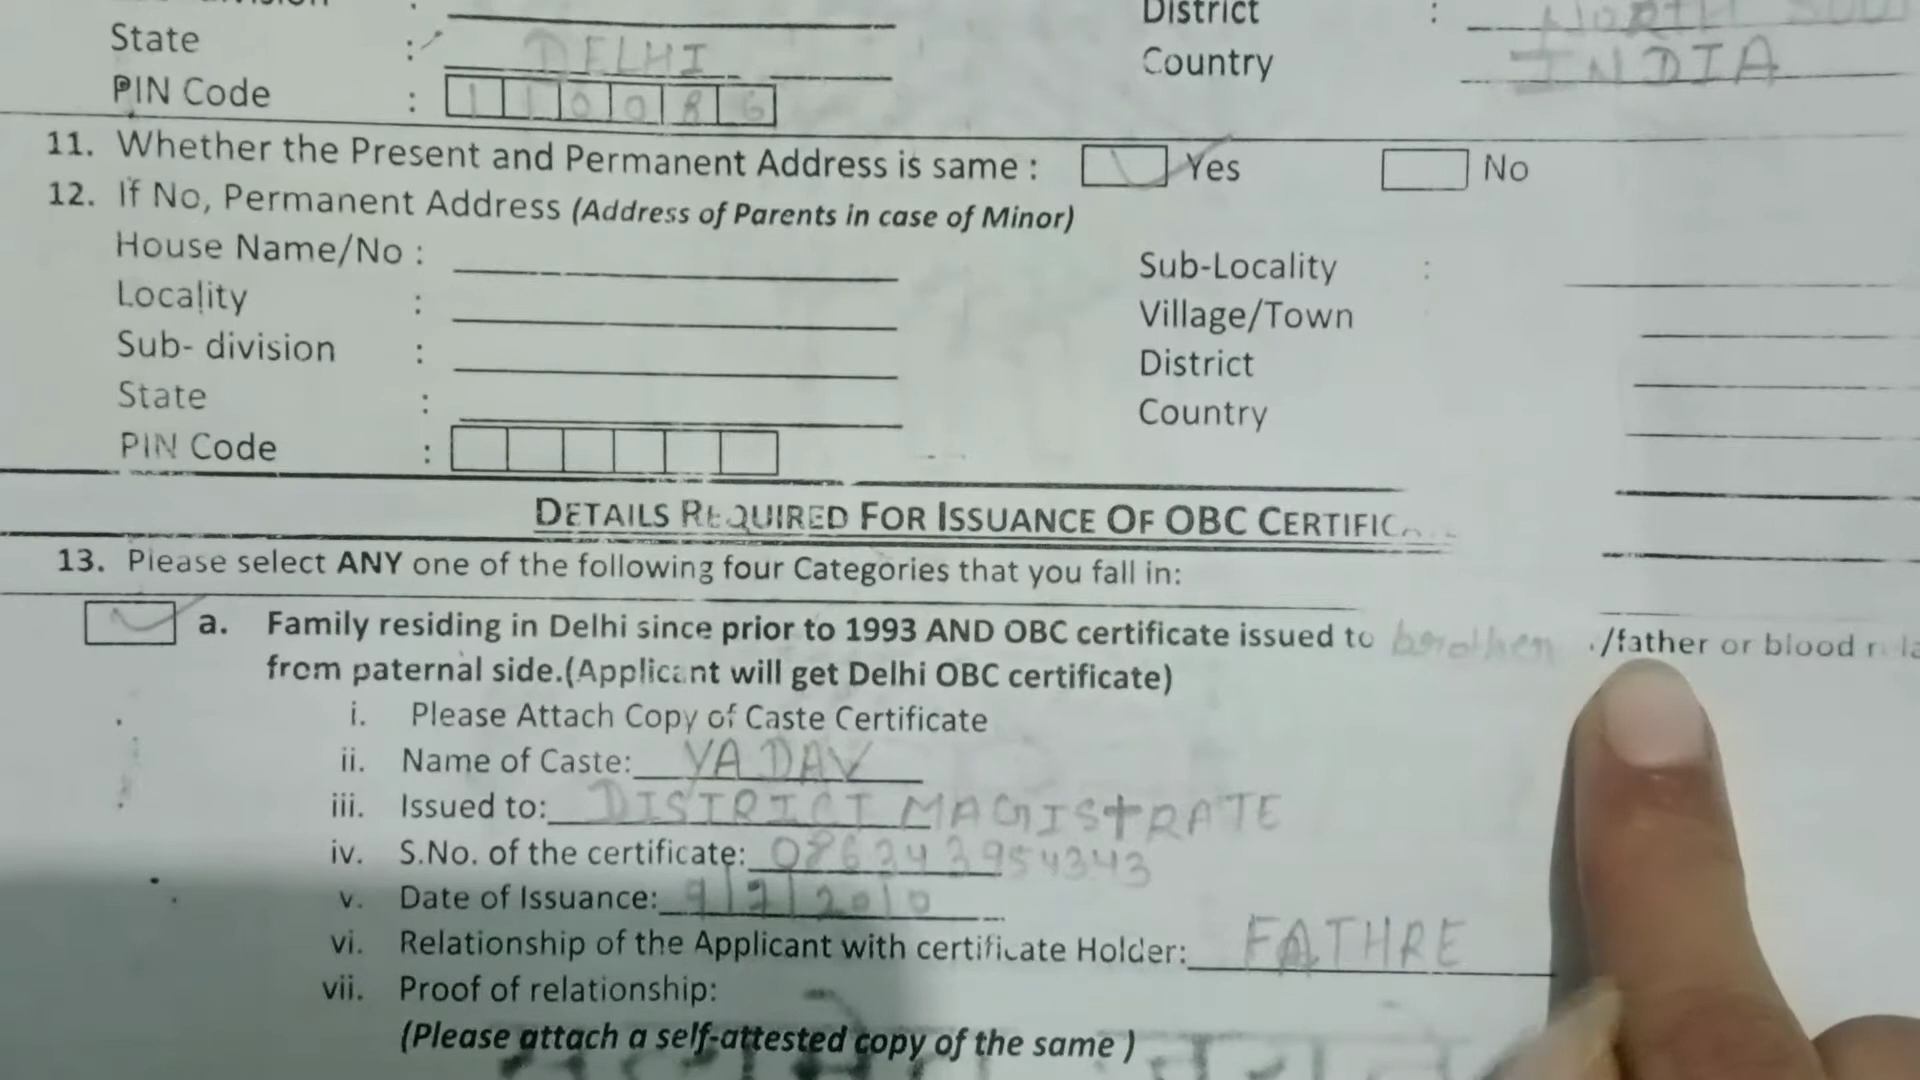 District :
State : DELHI
Country INDIA
PIN Code : 110086
11. Whether the Present and Permanent Address is same : Yes No
12. If No, Permanent Address (Address of Parents in case of Minor)
House Name/No : Sub-Locality :
Locality : Village/Town
Sub- division : District
State : Country
PIN Code :
DETAILS REQUIRED FOR ISSUANCE OF OBC
13. Please select ANY one of the following four Categories that you fall in:
a. Family residing in Delhi since prior to 1993 AND OBC certificate issued to /father or blood
from paternal side.(Applicant will get Delhi OBC certificate)
i. Please Attach Copy of Caste Certificate
ii. Name of Caste: YADAV
iii. Issued to: DISTRICT MAGISTRATE
iv. S.No. of the certificate: 0863434954343
v. Date of Issuance: 9/7/2010
vi. Relationship of the Applicant with certificate Holder: FATHRE
vii. Proof of relationship:
(Please attach a self-attested copy of the same )